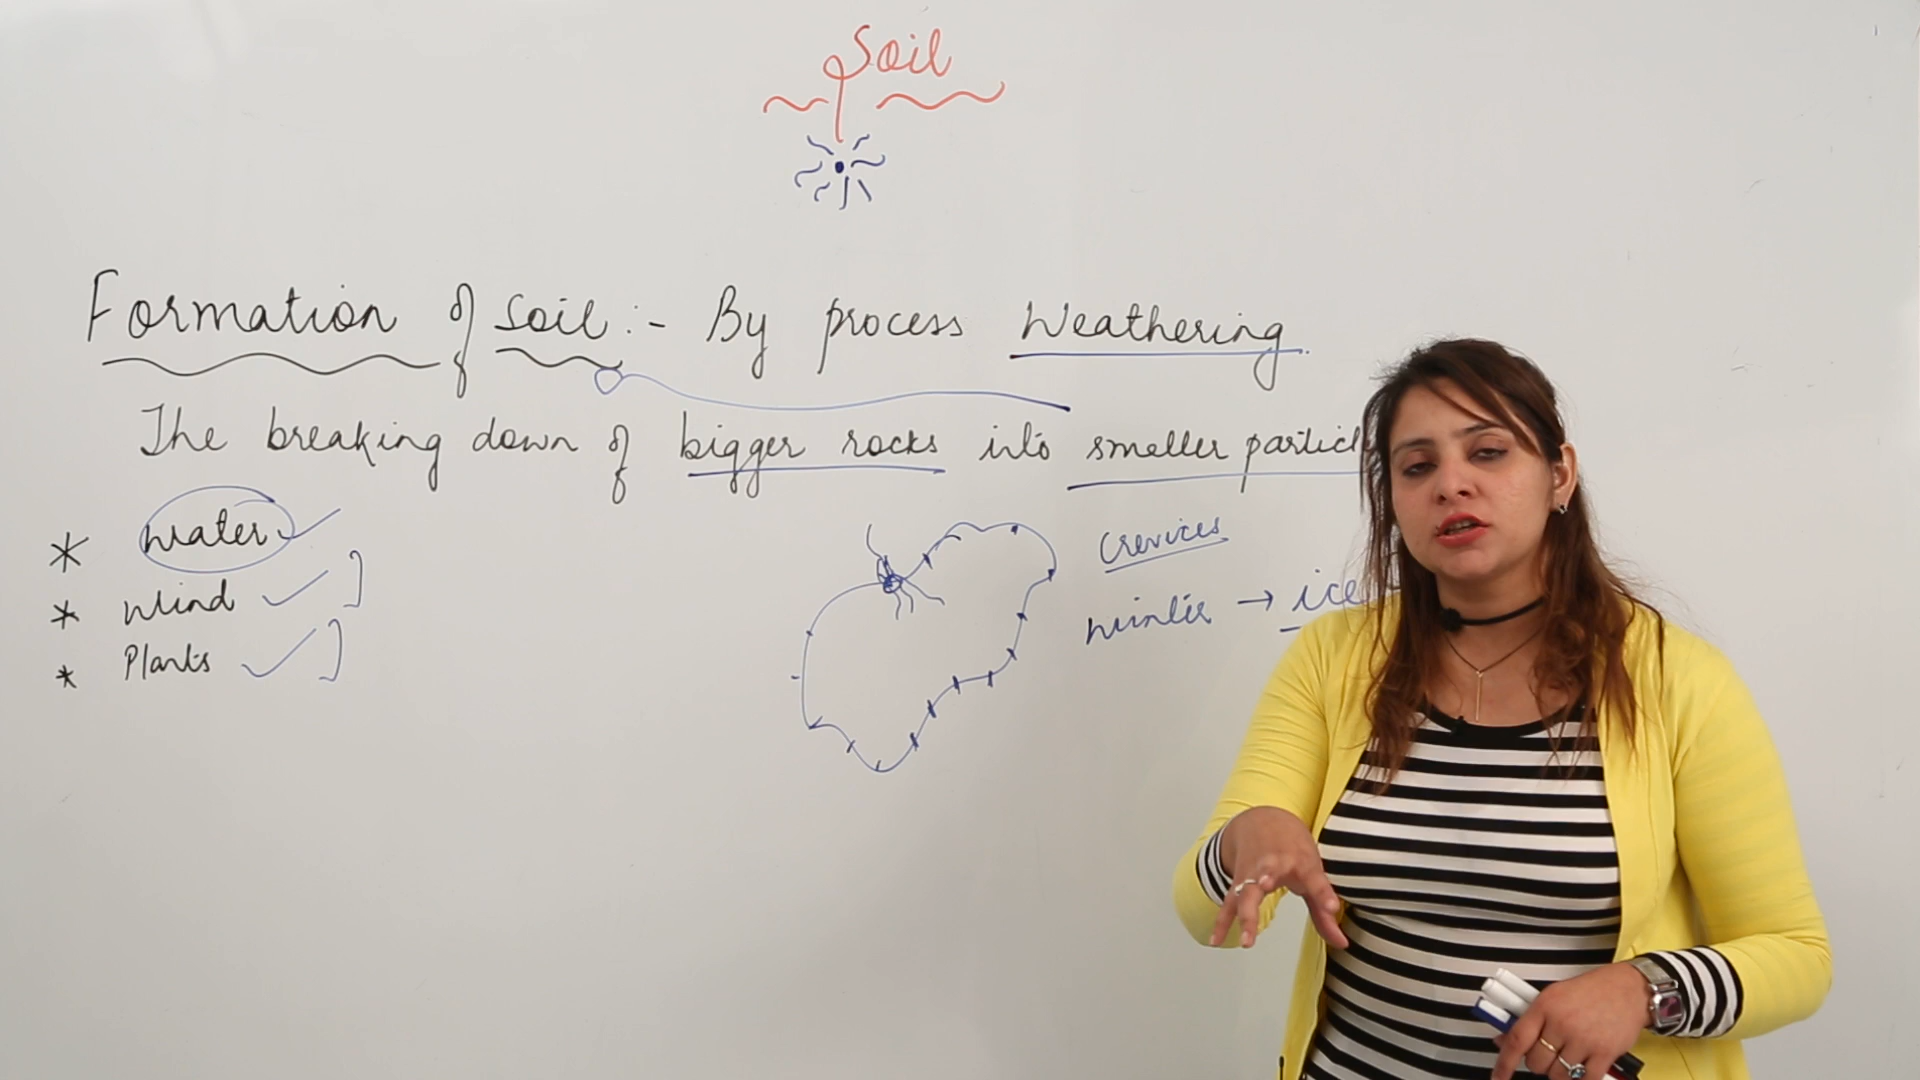 Soil
Formation of soil :- By process Weathering
The breaking down of bigger rocks into smaller particl
* water
* Wind
* Plants
Crevices
Winter → ice